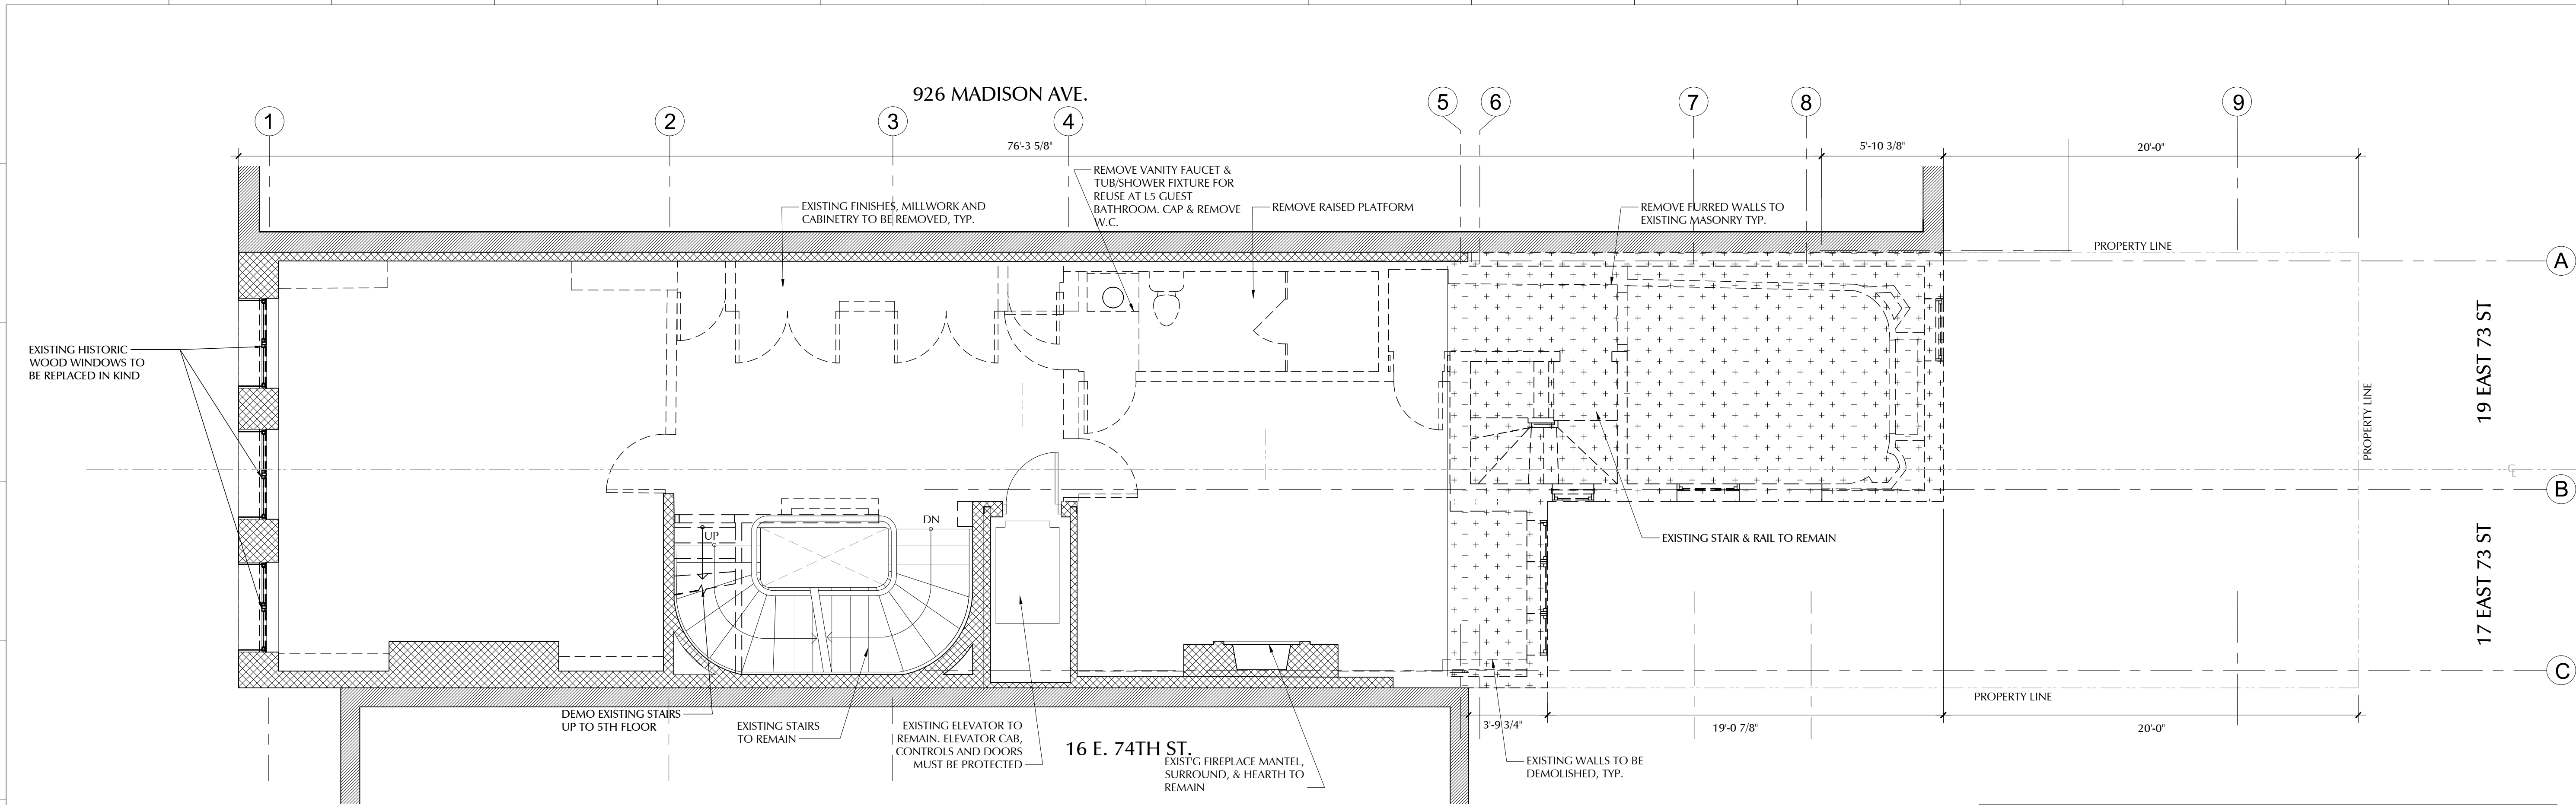 926 MADISON AVE.
1
2
3
4
5
6
7
8
9
76'-3 5/8"
5'-10 3/8"
20'-0"
REMOVE VANITY FAUCET &
TUB/SHOWER FIXTURE FOR
REUSE AT L5 GUEST
BATHROOM. CAP & REMOVE
W.C.
EXISTING FINISHES, MILLWORK AND
CABINETRY TO BE REMOVED, TYP.
REMOVE RAISED PLATFORM
REMOVE FURRED WALLS TO
EXISTING MASONRY TYP.
PROPERTY LINE
A
EXISTING HISTORIC
WOOD WINDOWS TO
BE REPLACED IN KIND
19 EAST 73 ST
PROPERTY LINE
B
DN
UP
EXISTING STAIR & RAIL TO REMAIN
17 EAST 73 ST
C
PROPERTY LINE
DEMO EXISTING STAIRS
UP TO 5TH FLOOR
EXISTING STAIRS
TO REMAIN
EXISTING ELEVATOR TO
REMAIN. ELEVATOR CAB,
CONTROLS AND DOORS
MUST BE PROTECTED
16 E. 74TH ST.
EXIST'G FIREPLACE MANTEL,
SURROUND, & HEARTH TO
REMAIN
3'-9 3/4"
19'-0 7/8"
20'-0"
EXISTING WALLS TO BE
DEMOLISHED, TYP.